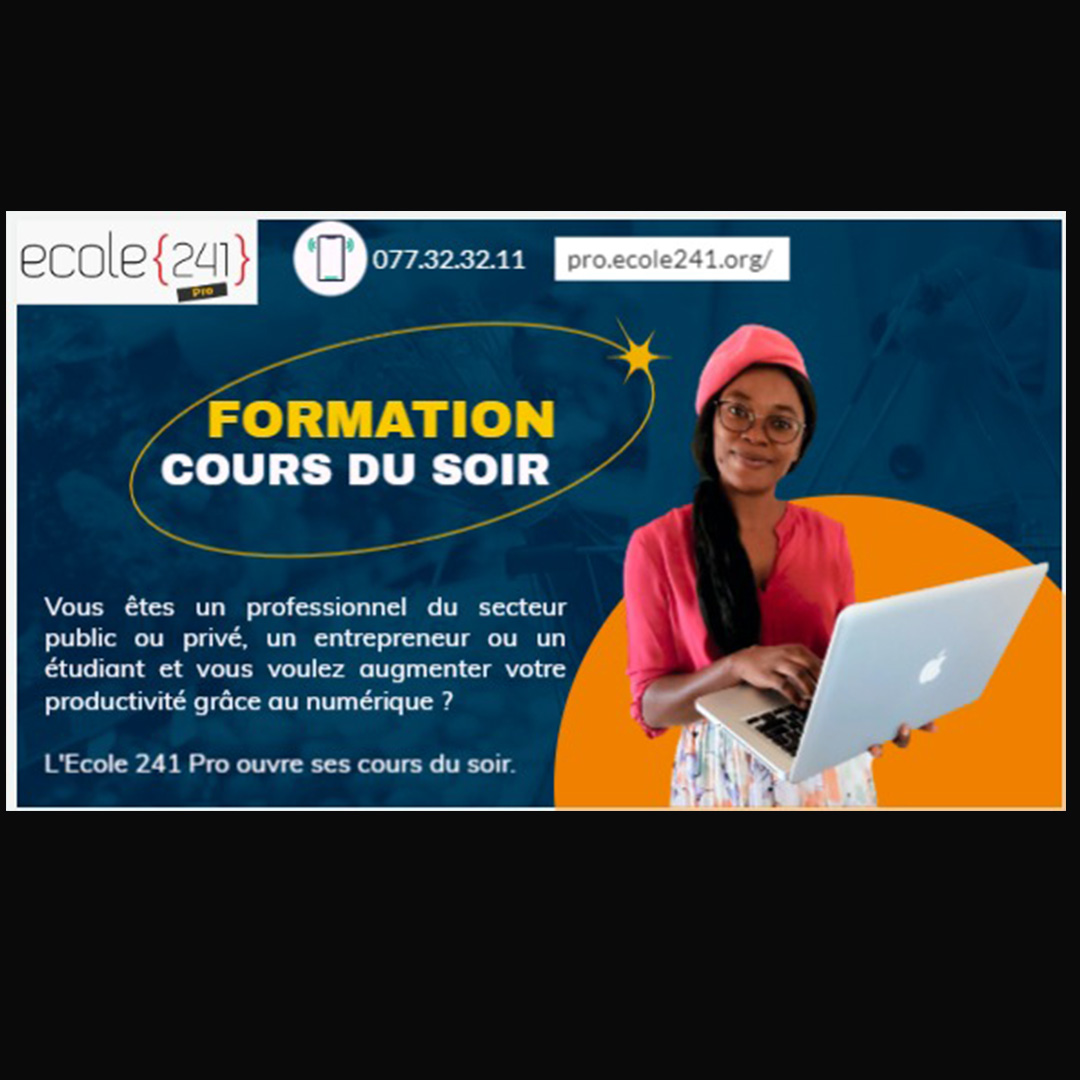 ecole{241}
Pro
077.32.32.11
pro.ecole241.org/
FORMATION
COURS DU SOIR
Vous êtes un professionnel du secteur
public ou privé, un entrepreneur ou un
étudiant et vous voulez augmenter votre
productivité grâce au numérique ?
L'Ecole 241 Pro ouvre ses cours du soir.